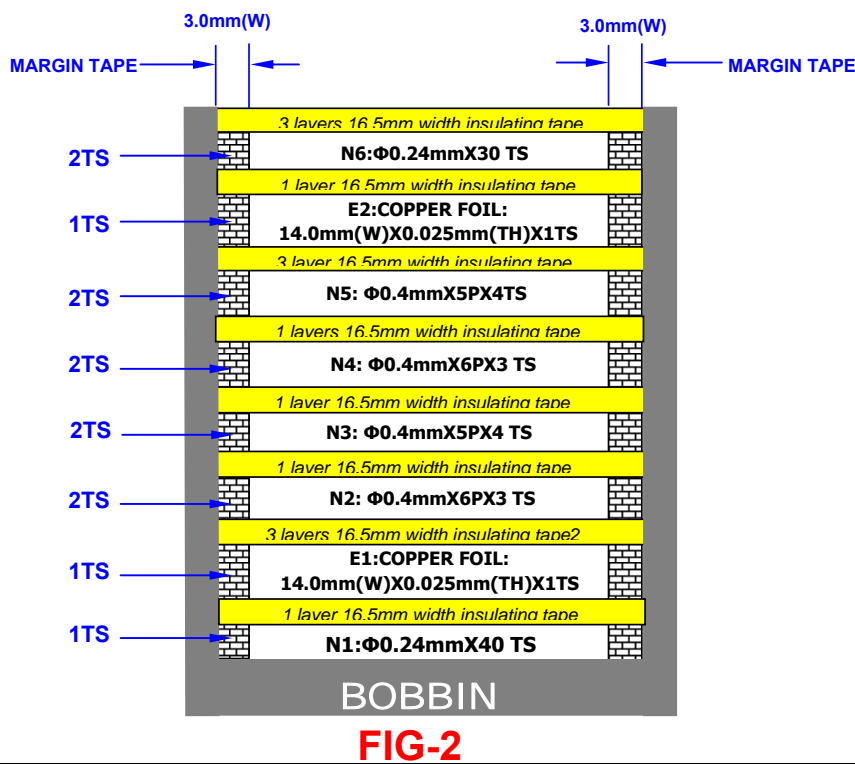 3.0mm(W)
3.0mm(W)
MARGIN TAPE
MARGIN TAPE
3 layers 16.5mm width insulating tape
2TS
N6:Φ0.24mmX30 TS
1 layer 16.5mm width insulating tape
1TS
E2:COPPER FOIL:
14.0mm(W)X0.025mm(TH)X1TS
3 layer 16.5mm width insulating tape
2TS
N5: Φ0.4mmX5PX4TS
1 layers 16.5mm width insulating tape
2TS
N4: Φ0.4mmX6PX3 TS
1 layer 16.5mm width insulating tape
2TS
N3: Φ0.4mmX5PX4 TS
1 layer 16.5mm width insulating tape
2TS
N2: Φ0.4mmX6PX3 TS
3 layers 16.5mm width insulating tape2
1TS
E1:COPPER FOIL:
14.0mm(W)X0.025mm(TH)X1TS
1 layer 16.5mm width insulating tape
1TS
N1:Φ0.24mmX40 TS
BOBBIN
FIG-2